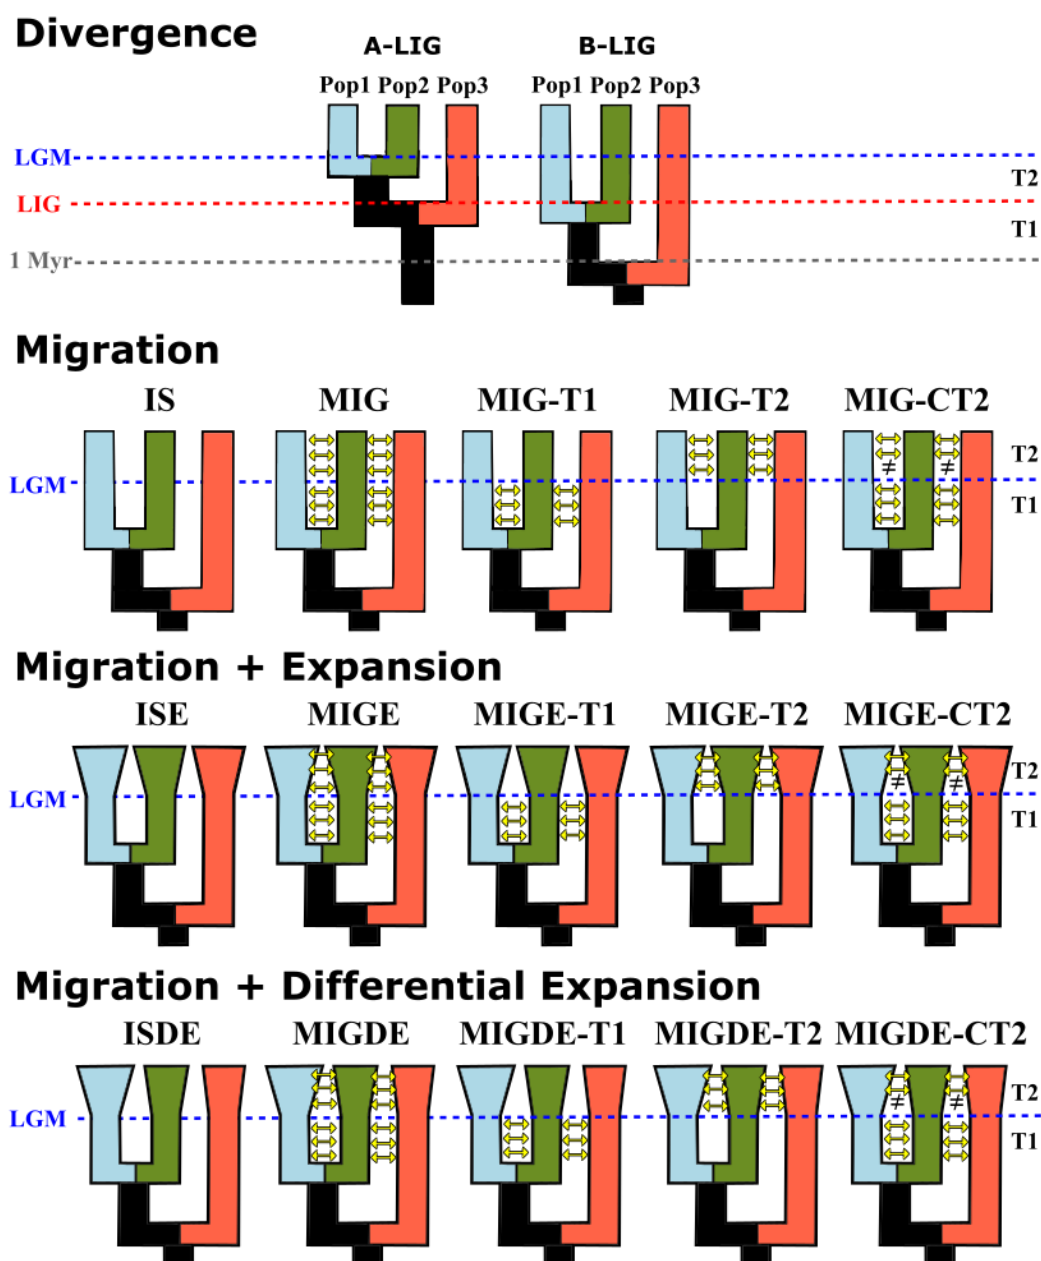 Divergence
A-LIG B-LIG
Pop1 Pop2 Pop3 Pop1 Pop2 Pop3
LGM
T2
LIG
T1
1 Myr
Migration
IS MIG MIG-T1 MIG-T2 MIG-CT2
T2
≠ ≠
LGM
T1
Migration + Expansion
ISE MIGE MIGE-T1 MIGE-T2 MIGE-CT2
T2
≠ ≠
LGM
T1
Migration + Differential Expansion
ISDE MIGDE MIGDE-T1 MIGDE-T2 MIGDE-CT2
T2
≠ ≠
LGM
T1